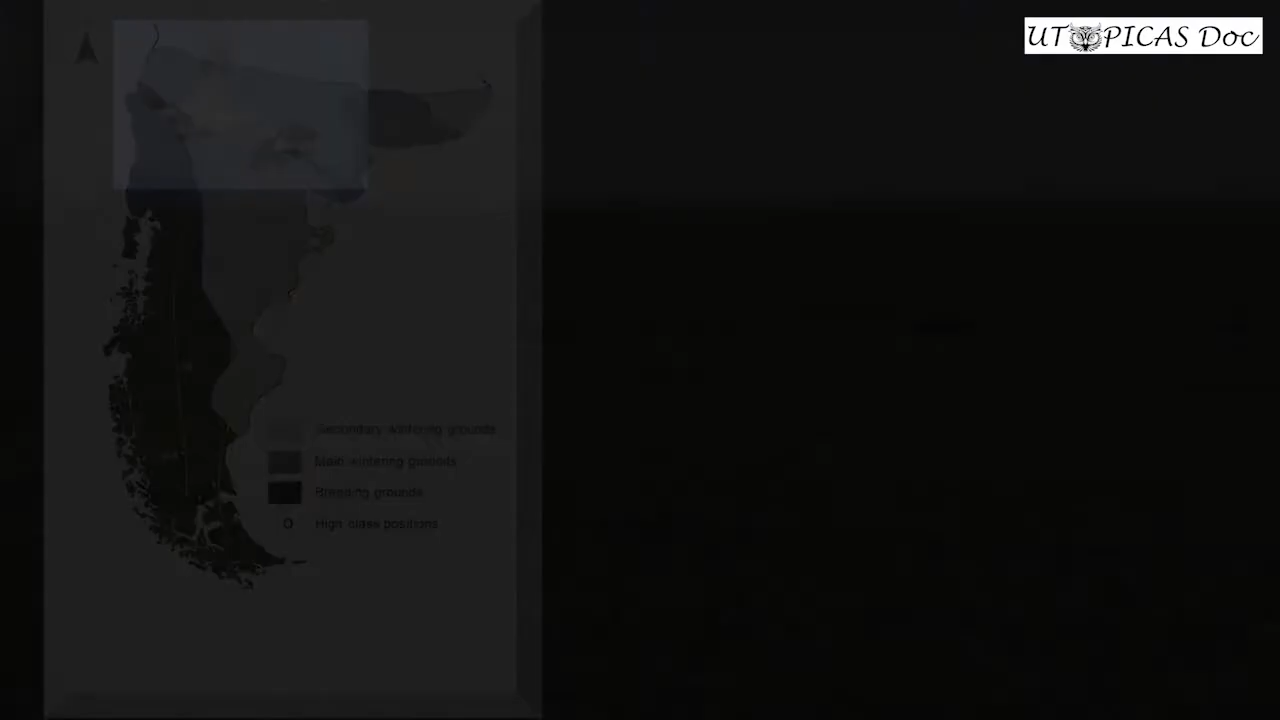 UTOPICAS Doc
Secondary wintering grounds
Main wintering grounds
Breeding grounds
High class positions